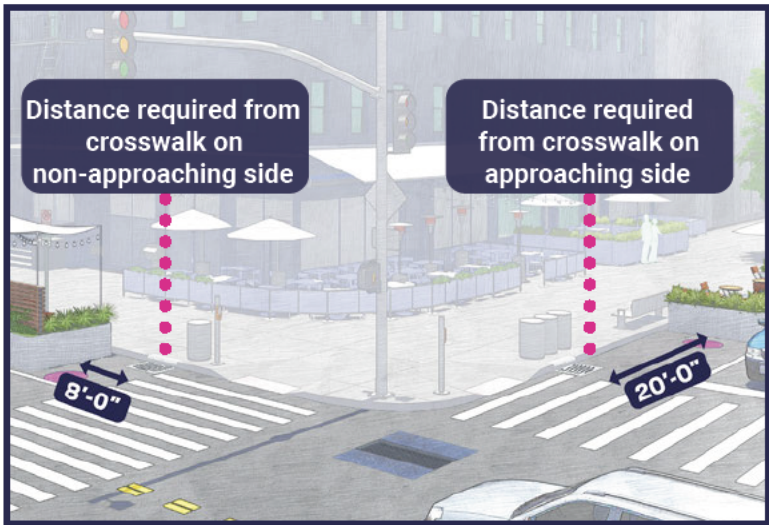 Distance required from
crosswalk on
non-approaching side
Distance required
from crosswalk on
approaching side
8'-0"
20'-0"